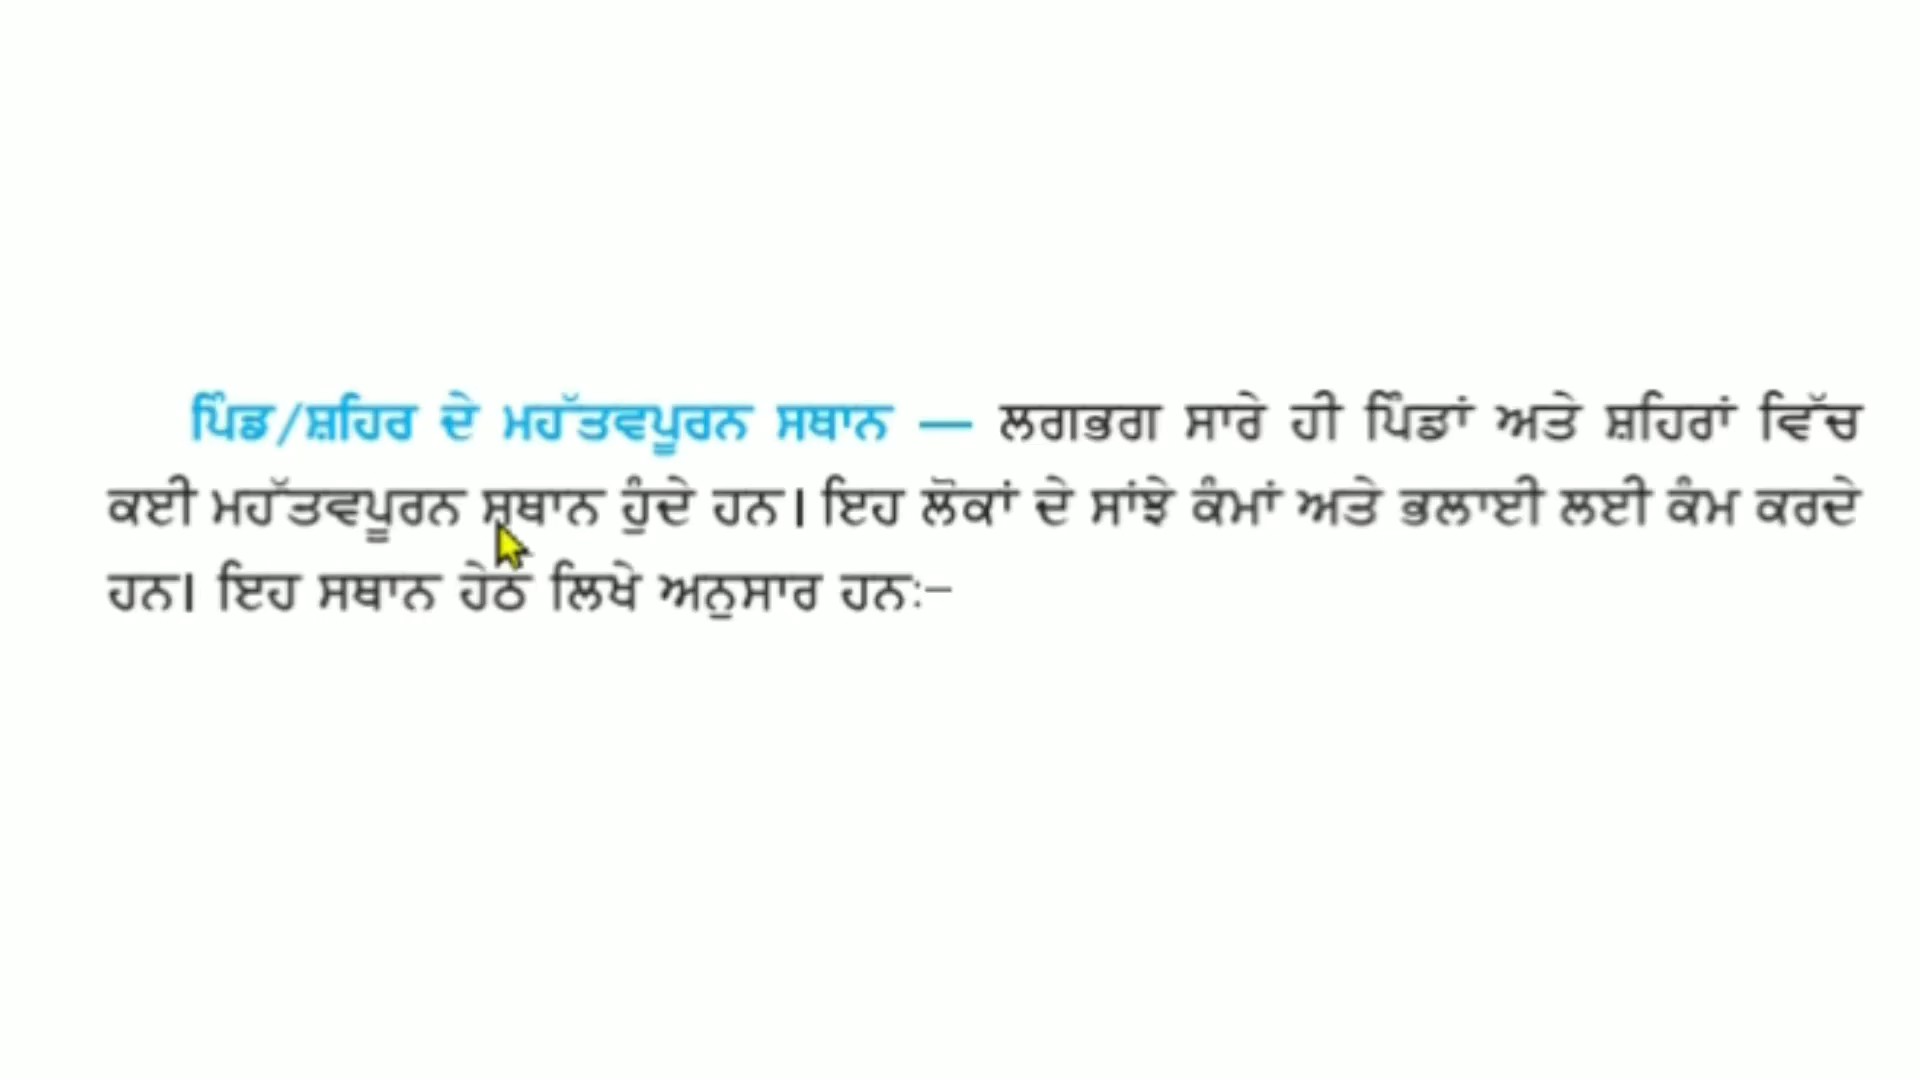 ਪਿੰਡ/ਸ਼ਹਿਰ ਦੇ ਮਹੱਤਵਪੂਰਨ ਸਥਾਨ — ਲਗਭਗ ਸਾਰੇ ਹੀ ਪਿੰਡਾਂ ਅਤੇ ਸ਼ਹਿਰਾਂ ਵਿੱਚ
ਕਈ ਮਹੱਤਵਪੂਰਨ ਸਥਾਨ ਹੁੰਦੇ ਹਨ। ਇਹ ਲੋਕਾਂ ਦੇ ਸਾਂਝੇ ਕੰਮਾਂ ਅਤੇ ਭਲਾਈ ਲਈ ਕੰਮ ਕਰਦੇ
ਹਨ। ਇਹ ਸਥਾਨ ਹੇਠ ਲਿਖੇ ਅਨੁਸਾਰ ਹਨ:–